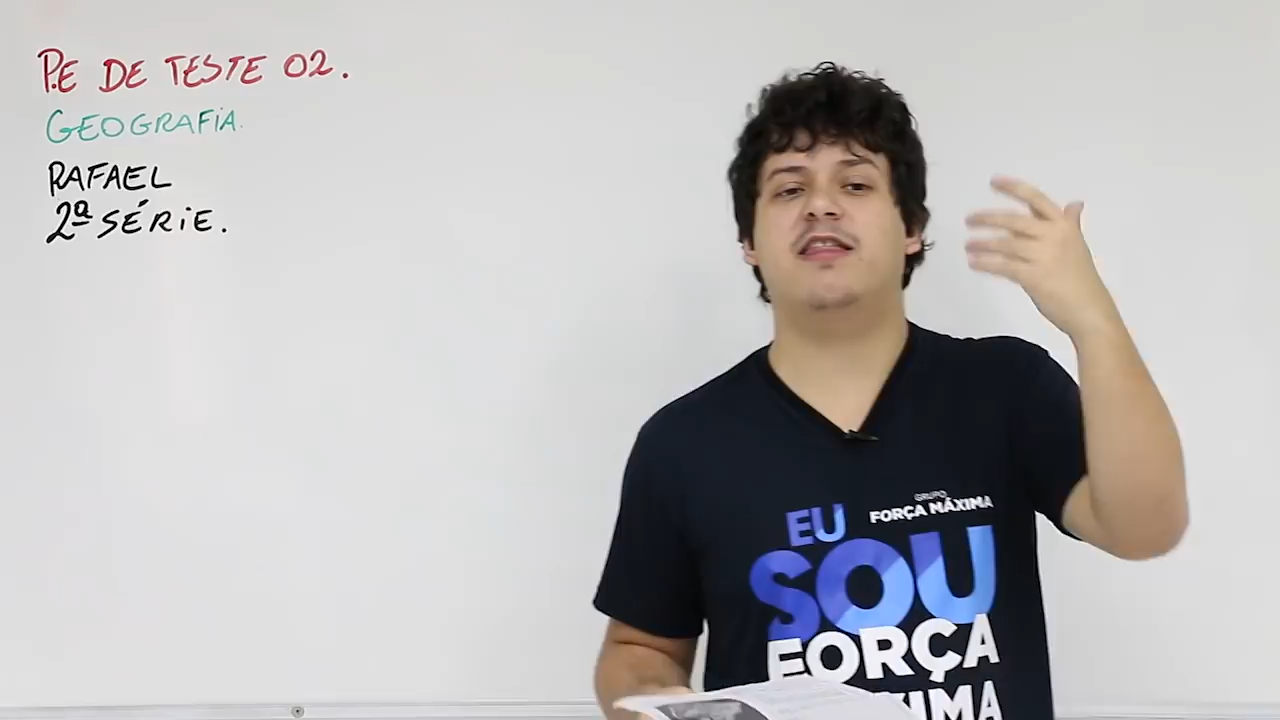 P.E DE TESTE 02.
GEOGRAFIA.
RAFAEL
2ª SÉRIE.
GRUPO
FORÇA MÁXIMA
EU
SOU
FORÇA